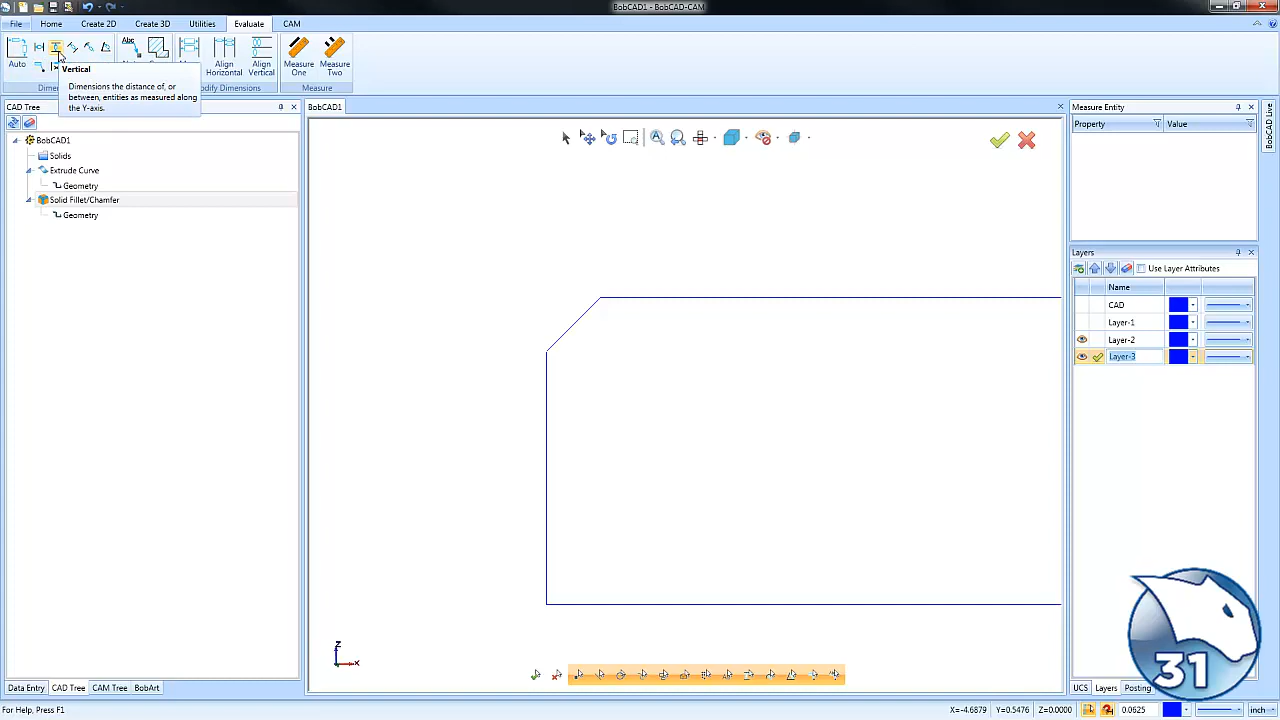 BobCAD1 - BobCAD-CAM
File Home Create 2D Create 3D Utilities Evaluate CAM
Auto
Abc
Align Horizontal
Align Vertical
Measure One
Measure Two
Modify Dimensions
Measure
Vertical
Dimensions the distance of, or
between, entities as measured along
the Y-axis.
CAD Tree
BobCAD1
Solids
Extrude Curve
Geometry
Solid Fillet/Chamfer
Geometry
BobCAD1
Measure Entity
Property Value
BobCAD Live
Layers
Use Layer Attributes
Name
CAD
Layer-1
Layer-2
Layer-3
Z
X
31
Data Entry CAD Tree CAM Tree BobArt
UCS Layers Posting
For Help, Press F1
X=-4.6879 Y=0.5476 Z=0.0000 0.0625 inch